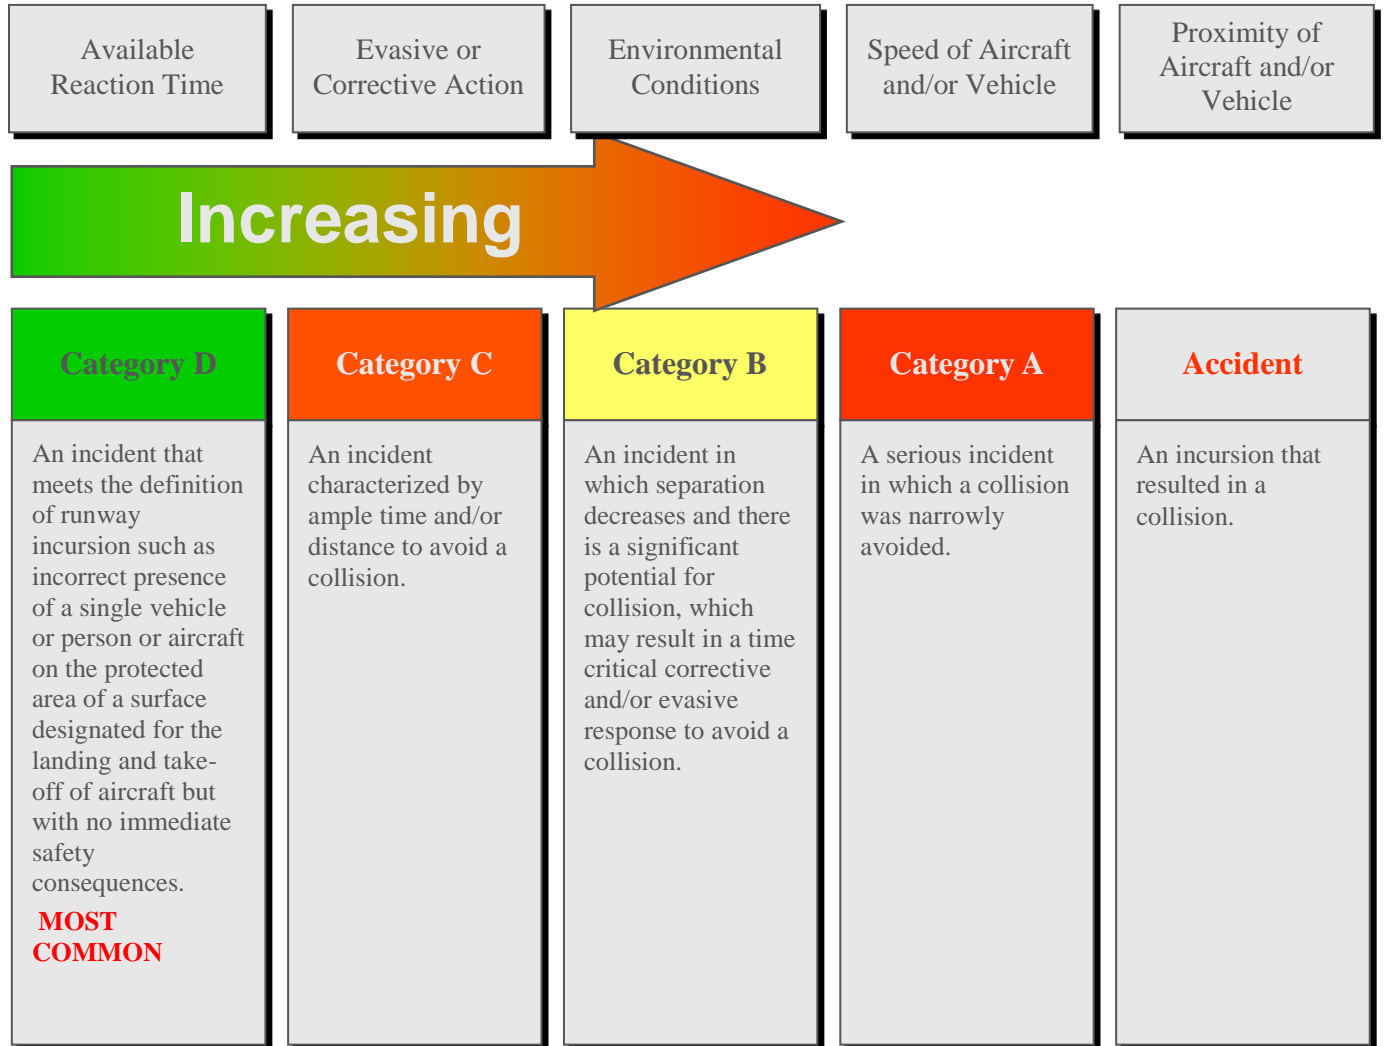 Available
Reaction Time
Evasive or
Corrective Action
Environmental
Conditions
Speed of Aircraft
and/or Vehicle
Proximity of
Aircraft and/or
Vehicle
Increasing
Category D
An incident that
meets the definition
of runway
incursion such as
incorrect presence
of a single vehicle
or person or aircraft
on the protected
area of a surface
designated for the
landing and take-
off of aircraft but
with no immediate
safety
consequences.
MOST
COMMON
Category C
An incident
characterized by
ample time and/or
distance to avoid a
collision.
Category B
An incident in
which separation
decreases and there
is a significant
potential for
collision, which
may result in a time
critical corrective
and/or evasive
response to avoid a
collision.
Category A
A serious incident
in which a collision
was narrowly
avoided.
Accident
An incursion that
resulted in a
collision.